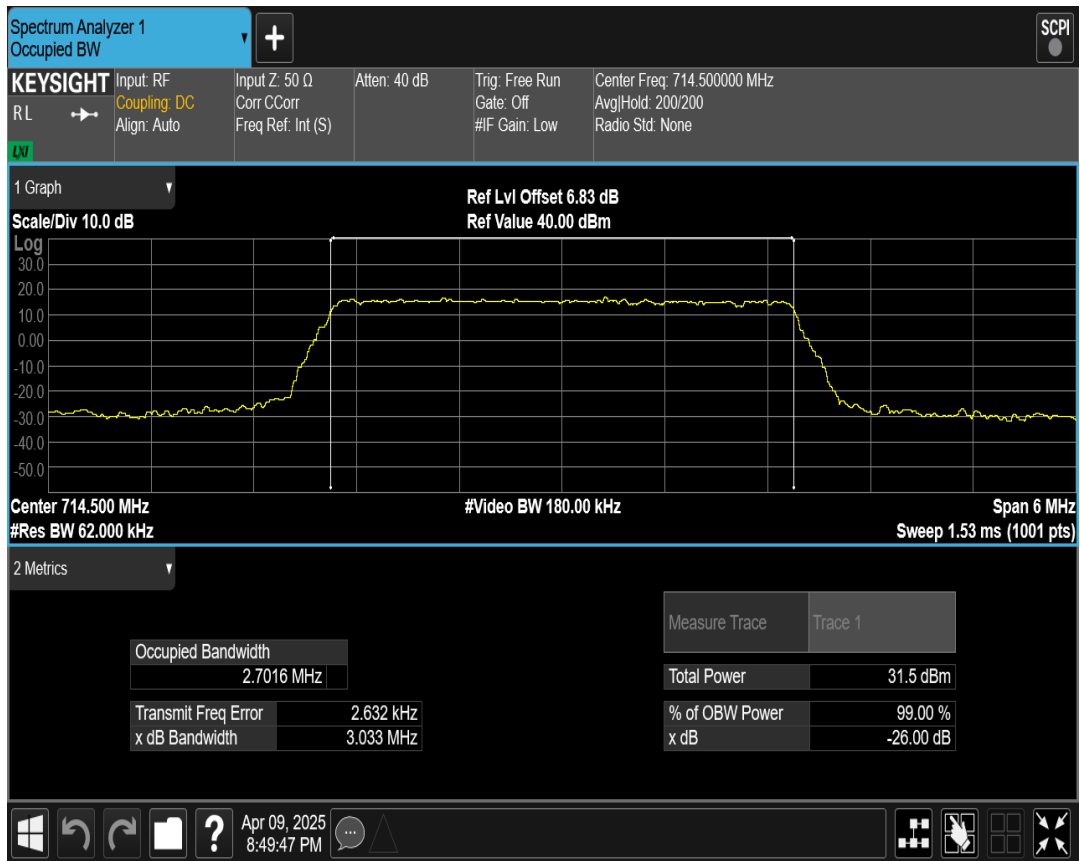 Spectrum Analyzer 1
Occupied BW
▼
+
SCPI
KEYSIGHT
RL
LXI
Input: RF
Coupling: DC
Align: Auto
Input Z: 50 Ω
Corr CCorr
Freq Ref: Int (S)
Atten: 40 dB
Trig: Free Run
Gate: Off
#IF Gain: Low
Center Freq: 714.500000 MHz
Avg|Hold: 200/200
Radio Std: None
1 Graph
▼
Scale/Div 10.0 dB
Ref Lvl Offset 6.83 dB
Ref Value 40.00 dBm
Log
30.0
20.0
10.0
0.00
-10.0
-20.0
-30.0
-40.0
-50.0
Center 714.500 MHz
#Video BW 180.00 kHz
Span 6 MHz
#Res BW 62.000 kHz
Sweep 1.53 ms (1001 pts)
2 Metrics
▼
Measure Trace Trace 1
Occupied Bandwidth
2.7016 MHz
Total Power 31.5 dBm
Transmit Freq Error 2.632 kHz
% of OBW Power 99.00 %
x dB Bandwidth 3.033 MHz
x dB -26.00 dB
?
Apr 09, 2025
8:49:47 PM
...